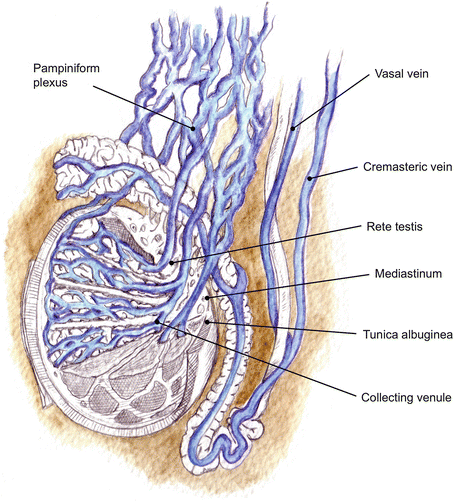 Pampiniform
plexus
Vasal vein
Cremasteric vein
Rete testis
Mediastinum
Tunica albuginea
Collecting venule